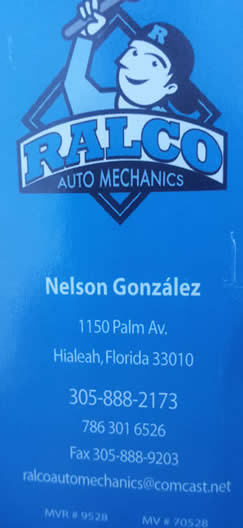 R
RALCO
AUTO MECHANICS
Nelson González
1150 Palm Av.
Hialeah, Florida 33010
305-888-2173
786 301 6526
Fax 305-888-9203
ralcoautomechanics@comcast.net
MVR # 9528 MV # 70528